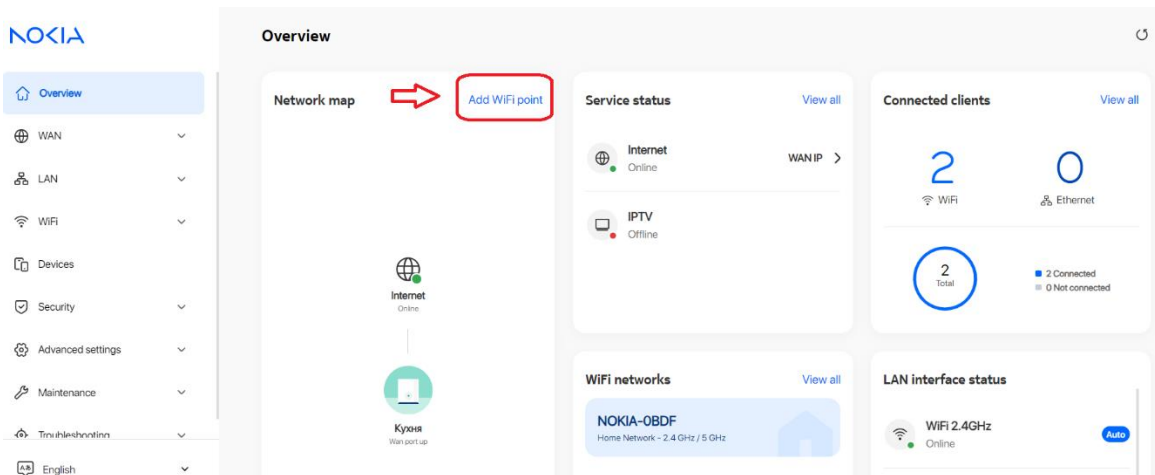 NOKIA
Overview
WAN
LAN
WiFi
Devices
Security
Advanced settings
Maintenance
Troubleshooting
English
Overview
Network map
Add WiFi point
Internet
Online
Кухня
Wan port up
Service status
View all
Internet
Online
WAN IP
IPTV
Offline
Connected clients
View all
2
0
WiFi
Ethernet
2
Total
2 Connected
0 Not connected
WiFi networks
View all
NOKIA-0BDF
Home Network - 2.4 GHz / 5 GHz
LAN interface status
WiFi 2.4GHz
Online
Auto